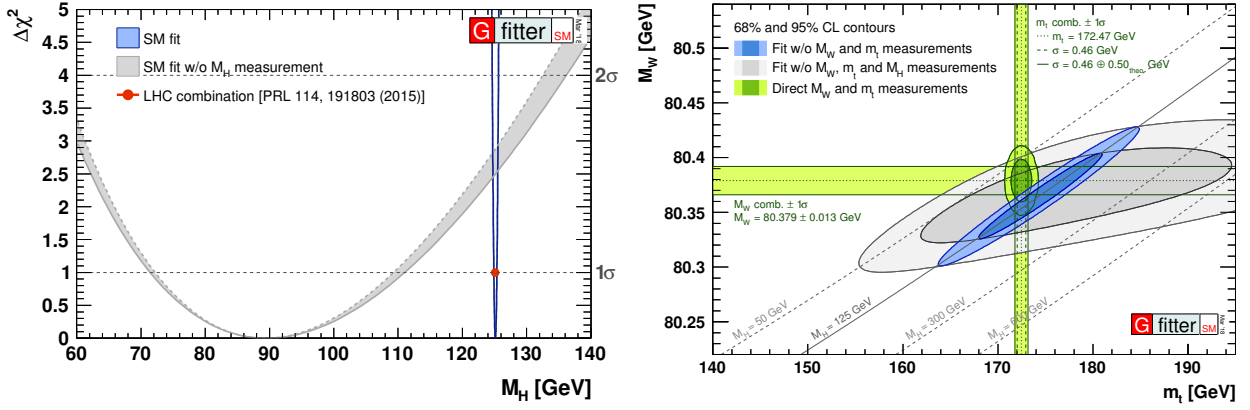 Δχ²
5
4.5
4
3.5
3
2.5
2
1.5
1
0.5
0
60 70 80 90 100 110 120 130 140
M_H [GeV]
SM fit
SM fit w/o M_H measurement
LHC combination [PRL 114, 191803 (2015)]
G fitter SM
Mar '18
2σ
1σ
M_W [GeV]
80.5
80.45
80.4
80.35
80.3
80.25
140 150 160 170 180 190
m_t [GeV]
68% and 95% CL contours
Fit w/o M_W and m_t measurements
Fit w/o M_W, m_t and M_H measurements
Direct M_W and m_t measurements
m_t comb. ± 1σ
m_t = 172.47 GeV
σ = 0.46 GeV
σ = 0.46 ⊕ 0.50_theo. GeV
M_W comb. ± 1σ
M_W = 80.379 ± 0.013 GeV
M_H = 50 GeV
M_H = 125 GeV
M_H = 300 GeV
G fitter SM
Mar '18